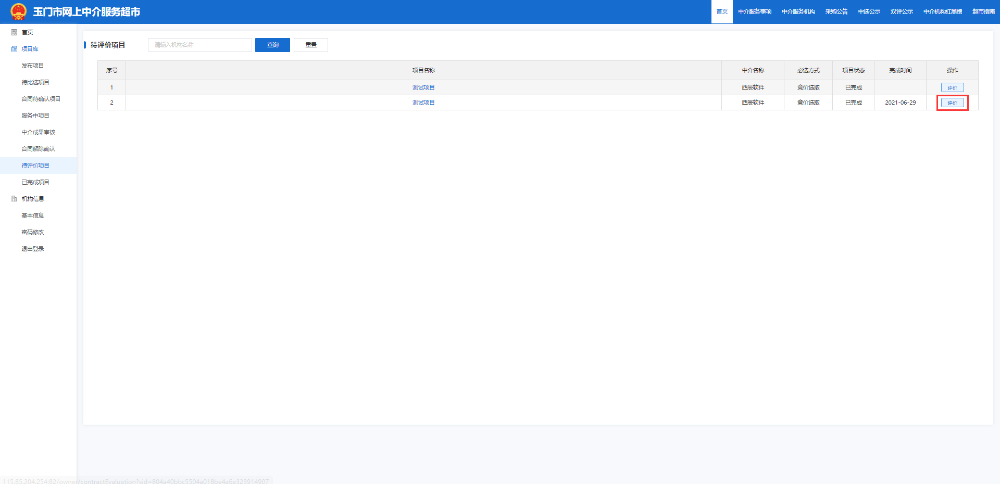 玉门市网上中介服务超市
首页 中介服务事项 中介服务机构 采购公告 中选公示 双评公示 中介机构红黑榜 超市指南
首页
项目库
发布项目
待比选项目
合同待确认项目
服务中项目
中介成果审核
合同解除确认
待评价项目
已完成项目
机构信息
基本信息
密码修改
退出登录
待评价项目 请输入机构名称 查询 重置
序号 项目名称 中介名称 必选方式 项目状态 完成时间 操作
1 测试项目 西辰软件 竞价选取 已完成 评价
2 测试项目 西辰软件 竞价选取 已完成 2021-06-29 评价
115.85.204.254:82/owner/contractEvaluation?sid=804a40bbc5504a018be4a6e323914907